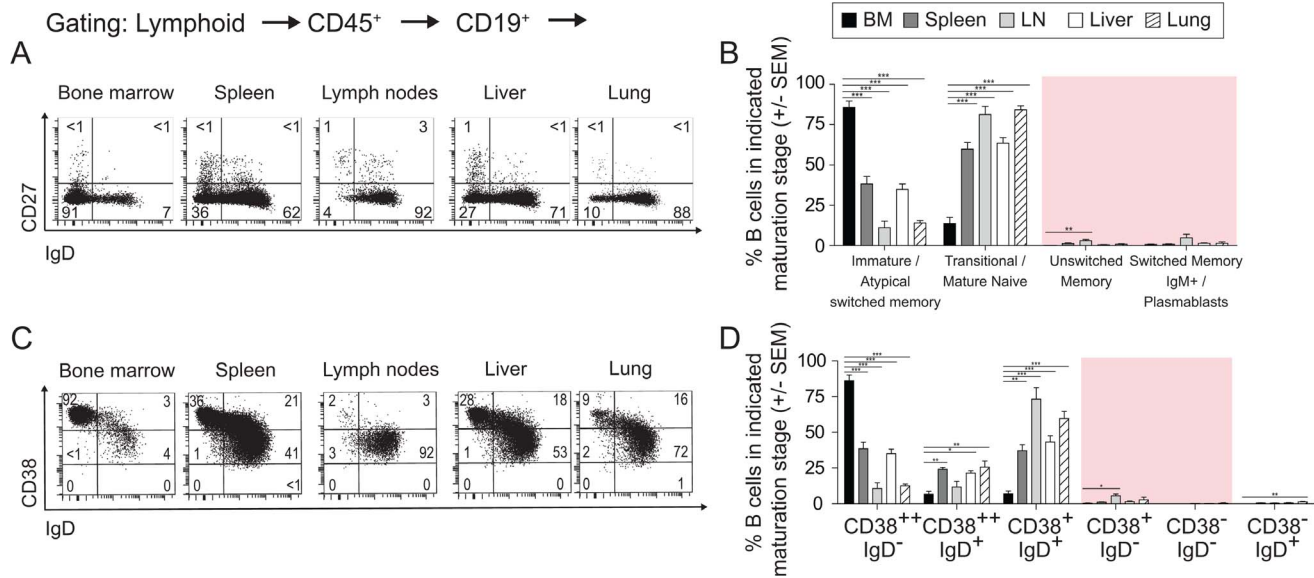 Gating: Lymphoid → CD45⁺ → CD19⁺ →
BM Spleen LN Liver Lung
A
Bone marrow Spleen Lymph nodes Liver Lung
<1 <1 <1 <1 1 3 1 <1 <1 <1
91 7 36 62 4 92 27 71 10 88
CD27
IgD
B
% B cells in indicated
maturation stage (+/- SEM)
100
75
50
25
0
*** *** *** ***
*** *** *** ***
**
Immature / Transitional / Unswitched Switched Memory
Atypical Mature Naive Memory IgM+ /
switched memory Plasmablasts
C
Bone marrow Spleen Lymph nodes Liver Lung
92 3 36 21 2 3 28 18 9 16
<1 4 1 41 3 92 1 53 2 72
0 0 0 <1 0 0 0 0 0 1
CD38
IgD
D
% B cells in indicated
maturation stage (+/- SEM)
100
75
50
25
0
*** *** *** ***
** * **
*** *** *** **
*
**
CD38⁺⁺ CD38⁺⁺ CD38⁺ CD38⁺ CD38⁻ CD38⁻
IgD⁻ IgD⁺ IgD⁺ IgD⁻ IgD⁻ IgD⁺